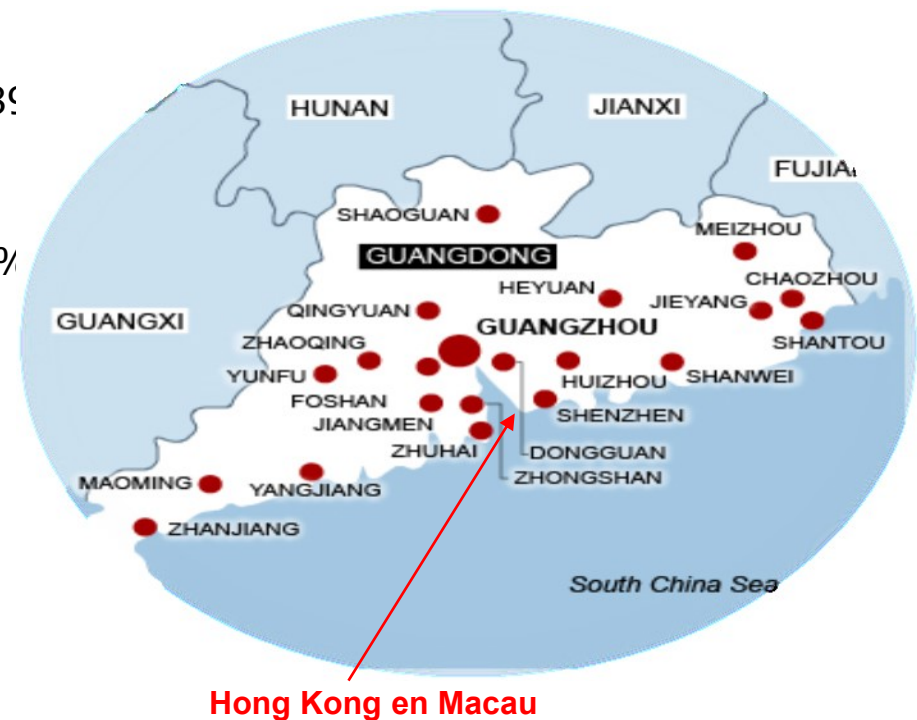 HUNAN
JIANXI
SHAOGUAN
MEIZHOU
GUANGDONG
HEYUAN
CHAOZHOU
JIEYANG
QINGYUAN
GUANGXI
GUANGZHOU
ZHAOQING
SHANTOU
YUNFU
HUIZHOU
SHANWEI
FOSHAN
SHENZHEN
JIANGMEN
ZHUHAI
DONGGUAN
ZHONGSHAN
MAOMING
YANGJIANG
ZHANJIANG
South China Sea
Hong Kong en Macau